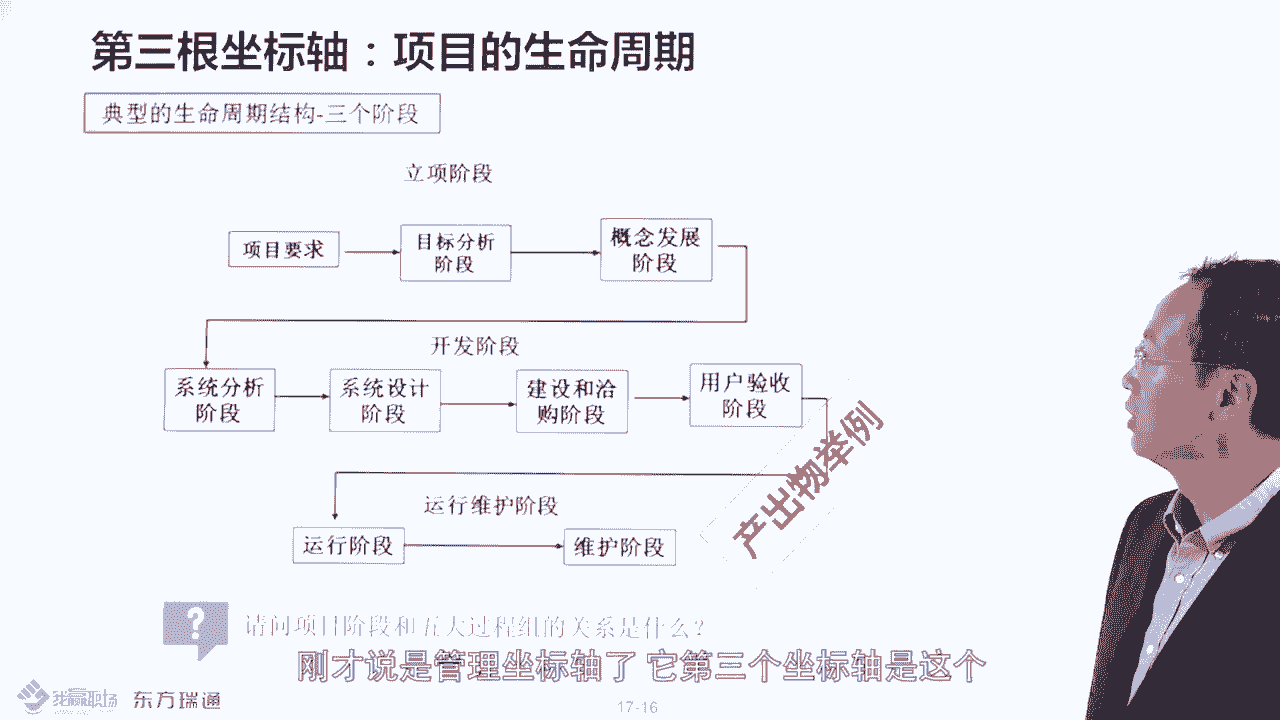 第三根坐标轴：项目的生命周期
典型的生命周期结构-三个阶段
立项阶段
项目要求
目标分析
阶段
概念发展
阶段
开发阶段
系统分析
阶段
系统设计
阶段
建设和洽
购阶段
用户验收
阶段
产出物举例
运行维护阶段
运行阶段
维护阶段
?
请问项目阶段和五大过程组的关系是什么？
刚才说是管理坐标轴了 它第三个坐标轴是这个
我赢职场
东方瑞通
17-16